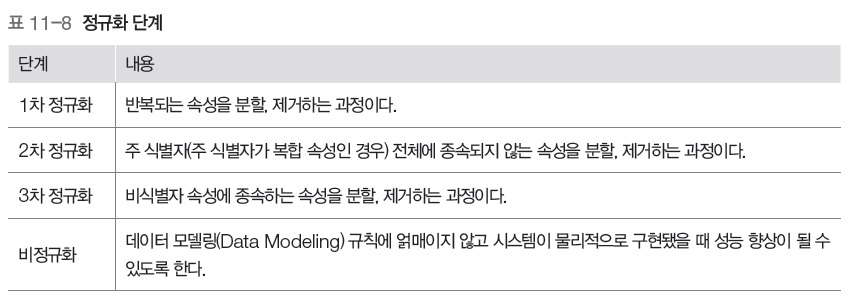 표 11-8 정규화 단계
단계 내용
1차 정규화 반복되는 속성을 분할, 제거하는 과정이다.
2차 정규화 주 식별자(주 식별자가 복합 속성인 경우) 전체에 종속되지 않는 속성을 분할, 제거하는 과정이다.
3차 정규화 비식별자 속성에 종속하는 속성을 분할, 제거하는 과정이다.
비정규화 데이터 모델링(Data Modeling) 규칙에 얽매이지 않고 시스템이 물리적으로 구현됐을 때 성능 향상이 될 수
있도록 한다.